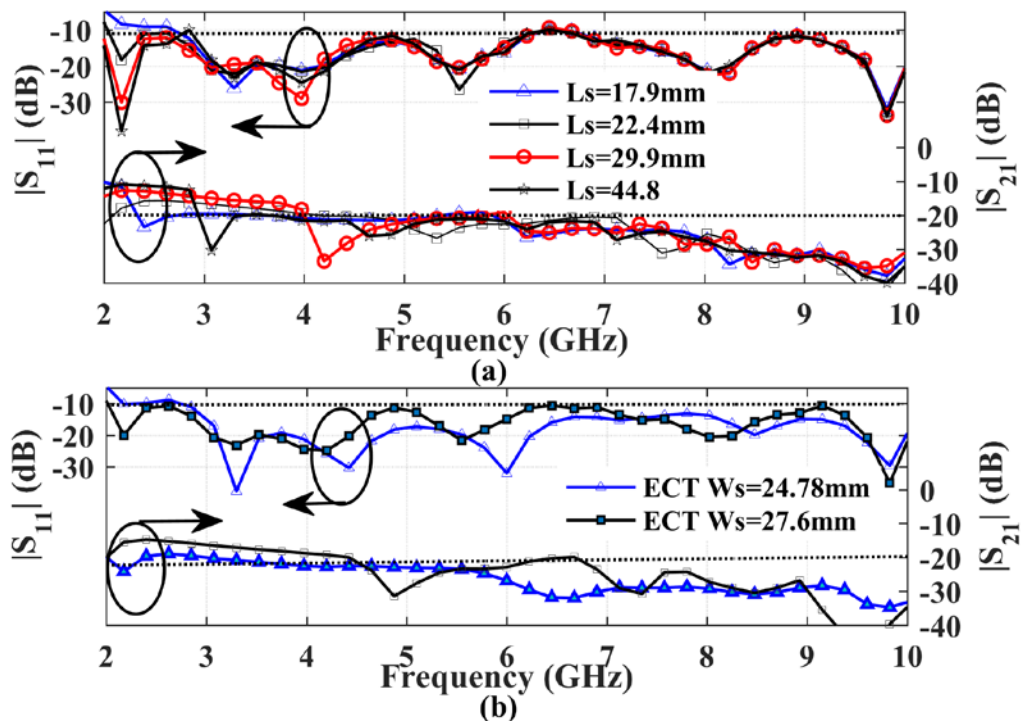 |S11| (dB)
-10
-20
-30
Ls=17.9mm
Ls=22.4mm
Ls=29.9mm
Ls=44.8
0
-10
-20
-30
-40
|S21| (dB)
2 3 4 5 6 7 8 9 10
Frequency (GHz)
(a)
|S11| (dB)
-10
-20
-30
ECT Ws=24.78mm
ECT Ws=27.6mm
0
-10
-20
-30
-40
|S21| (dB)
2 3 4 5 6 7 8 9 10
Frequency (GHz)
(b)